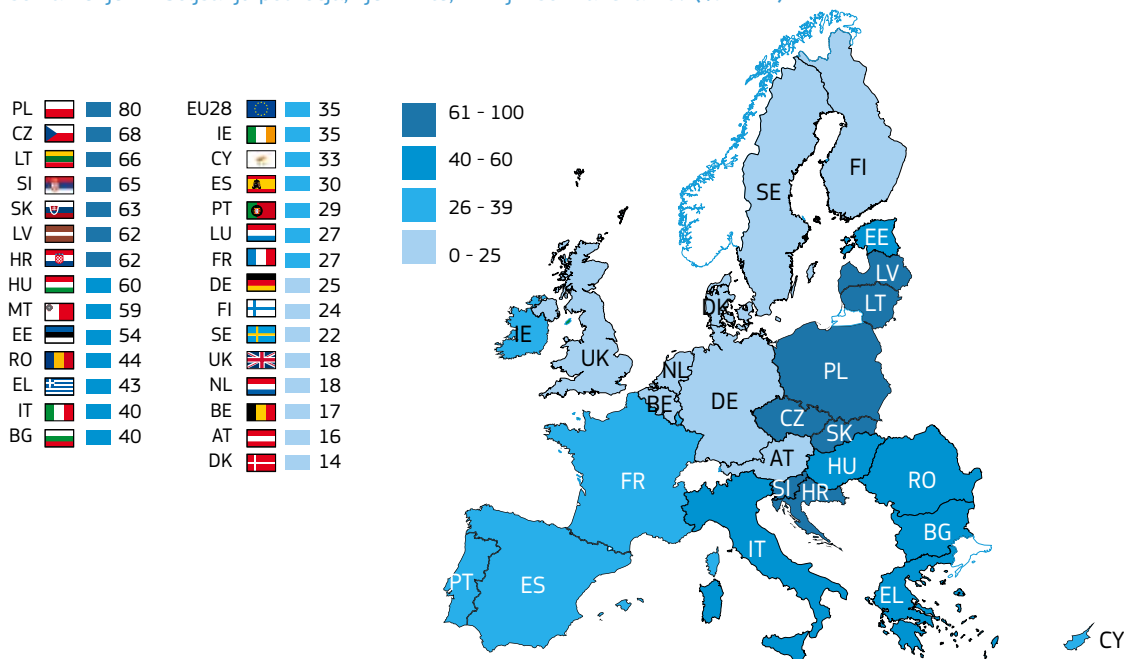 PL 80
CZ 68
LT 66
SI 65
SK 63
LV 62
HR 62
HU 60
MT 59
EE 54
RO 44
EL 43
IT 40
BG 40
EU28 35
IE 35
CY 33
ES 30
PT 29
LU 27
FR 27
DE 25
FI 24
SE 22
UK 18
NL 18
BE 17
AT 16
DK 14
61 - 100
40 - 60
26 - 39
0 - 25
FI
SE
EE
LV
LT
DK
IE
UK
NL
PL
BE
DE
CZ
SK
AT
HU
FR
RO
SI
HR
BG
IT
PT
ES
EL
CY